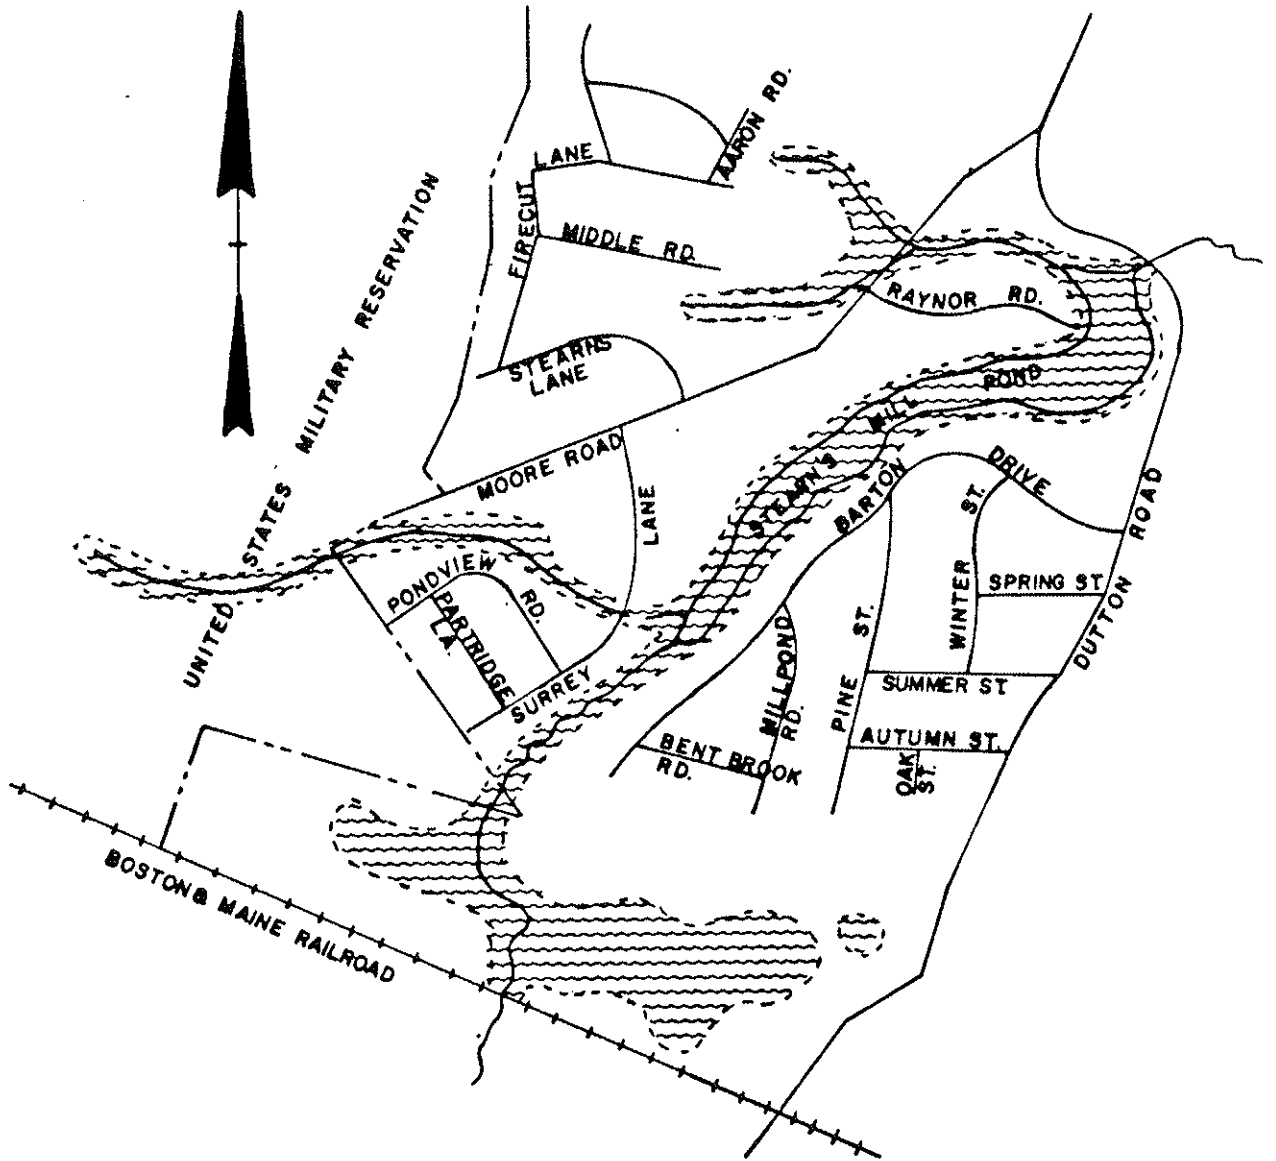 AARON RD.
LANE
FIRECUT
MIDDLE RD.
UNITED STATES MILITARY RESERVATION
RAYNOR RD.
STEARNS
LANE
MOORE ROAD
LANE
STEARN'S MILL POND
BARTON DRIVE
DUTTON ROAD
PONDVIEW RD.
PARTRIDGE
LA.
SURREY
WINTER ST.
SPRING ST.
PINE ST.
SUMMER ST.
MILLPOND
RD.
AUTUMN ST.
OAK
ST.
BENT BROOK
RD.
BOSTON & MAINE RAILROAD